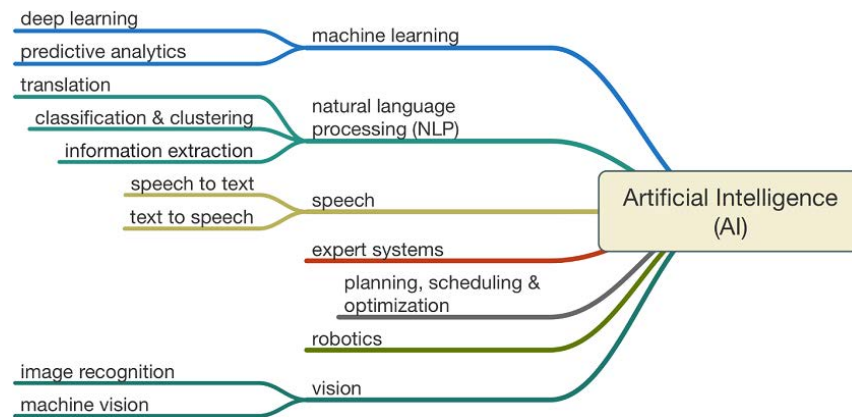 deep learning
machine learning
predictive analytics
translation
natural language
processing (NLP)
classification & clustering
information extraction
speech to text
speech
text to speech
Artificial Intelligence
(AI)
expert systems
planning, scheduling &
optimization
robotics
image recognition
vision
machine vision